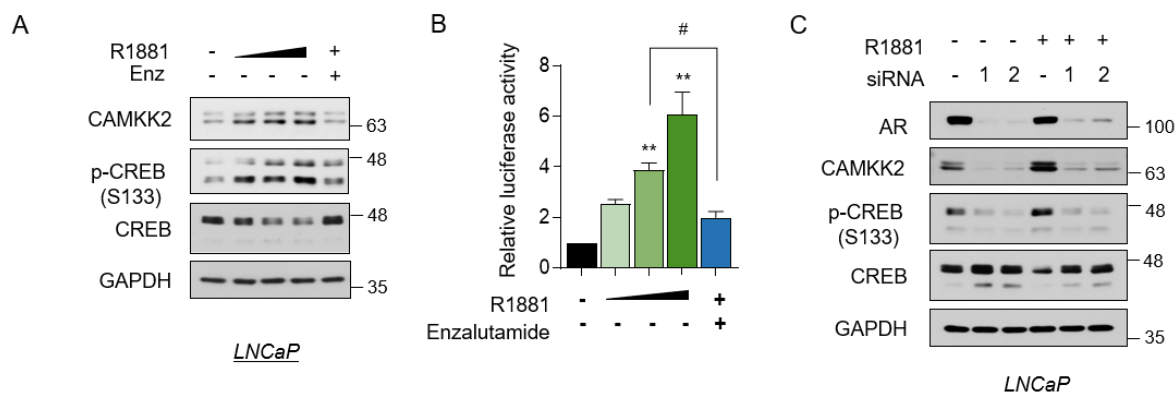 A
R1881 - +
Enz - - - - +
CAMKK2
63
p-CREB
(S133)
48
CREB
48
GAPDH
35
LNCaP
B
#
**
**
Relative luciferase activity
8
6
4
2
0
R1881 - +
Enzalutamide - - - - +
C
R1881 - - - + + +
siRNA - 1 2 - 1 2
AR
100
CAMKK2
63
p-CREB
(S133)
48
CREB
48
GAPDH
35
LNCaP